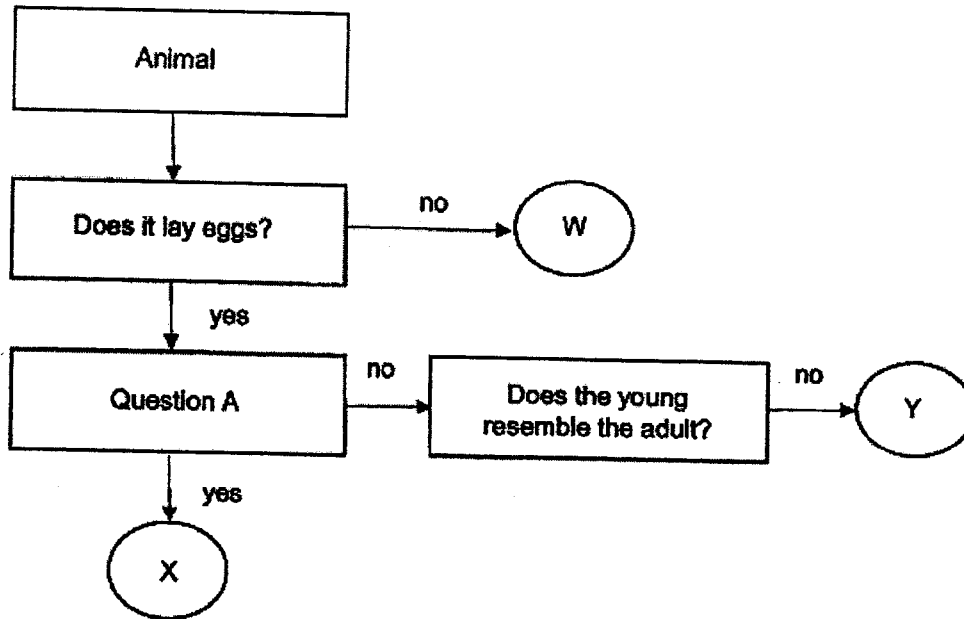 Animal
Does it lay eggs?
no
W
yes
Question A
no
Does the young
resemble the adult?
no
Y
yes
X